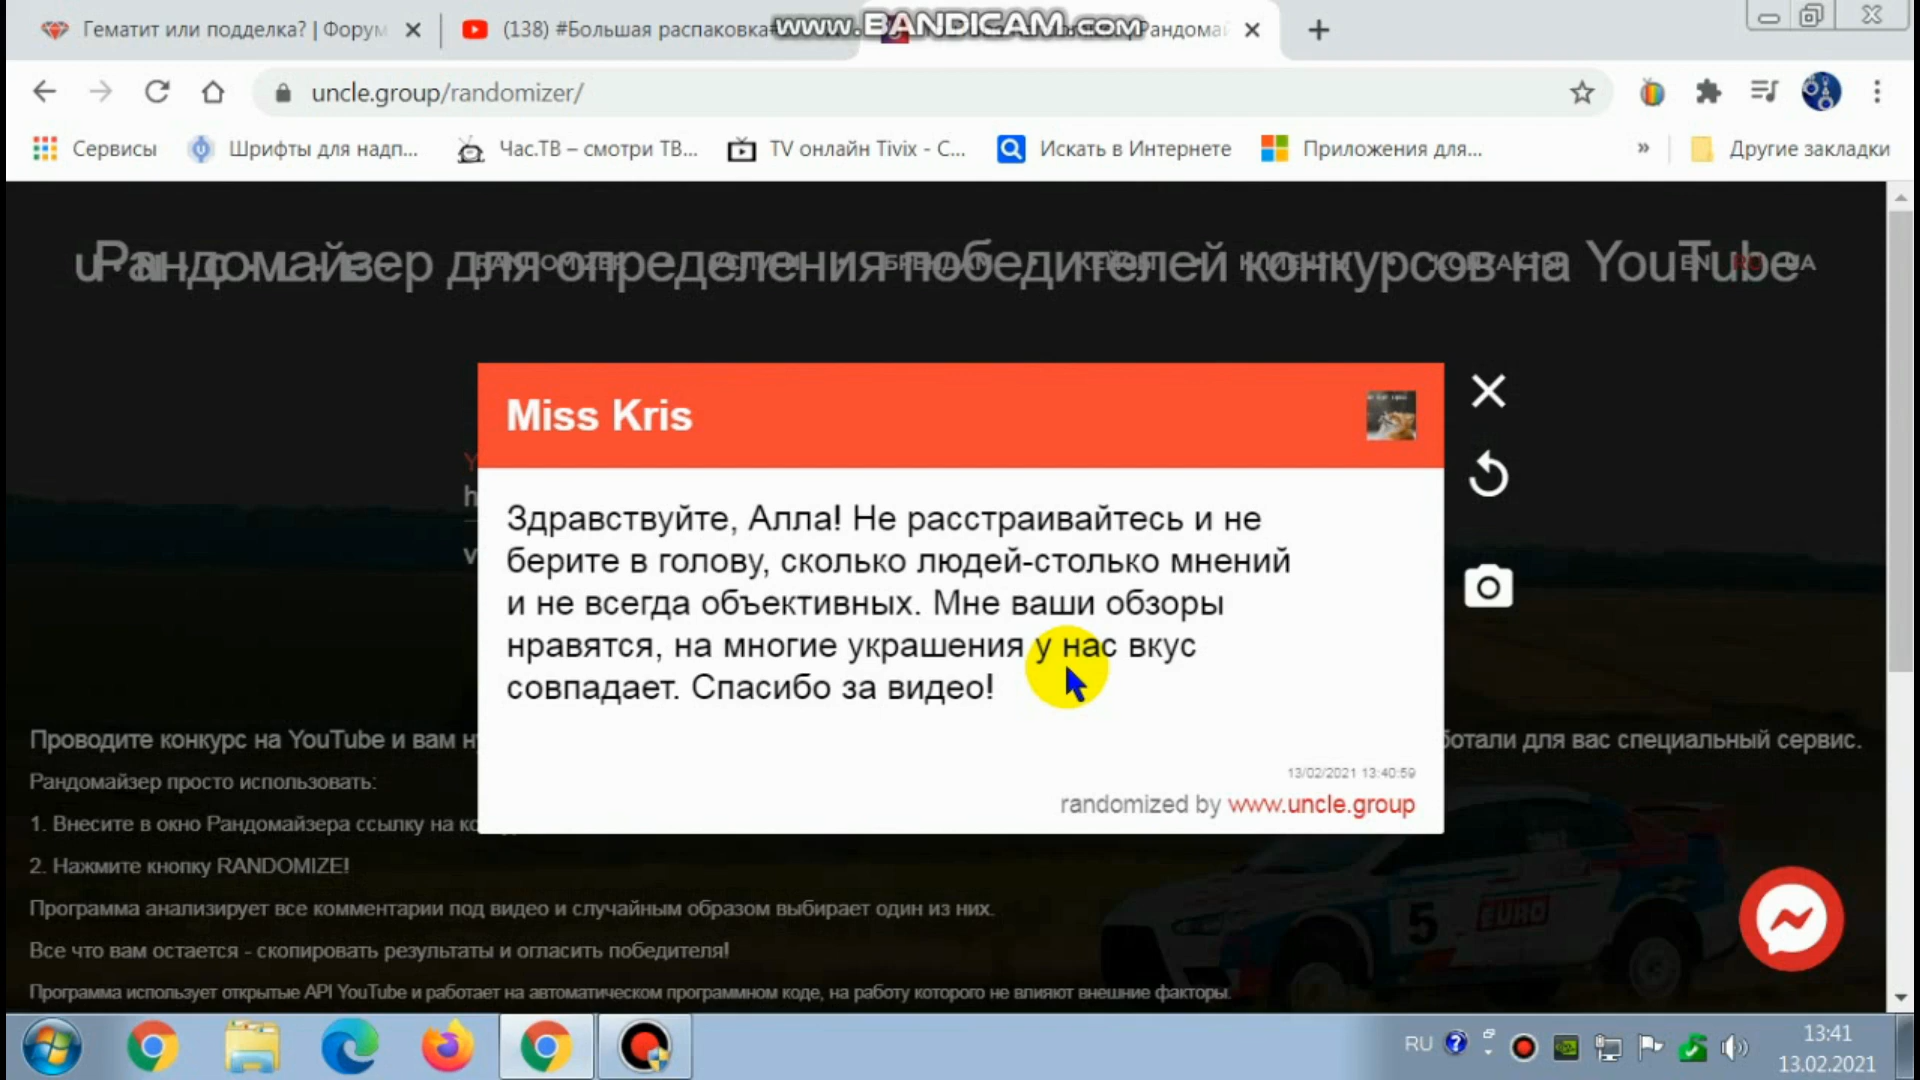 Гематит или подделка? | Форум
(138) #Большая распаковка#
www.BANDICAM.com
Рандомай
uncle.group/randomizer/
Сервисы
Шрифты для надп...
Час.ТВ – смотри ТВ...
TV онлайн Tivix - С...
Искать в Интернете
Приложения для...
»
Другие закладки
Рандомайзер для определения победителей конкурсов на YouTube
EN RU UA
Miss Kris
Здравствуйте, Алла! Не расстраивайтесь и не
берите в голову, сколько людей-столько мнений
и не всегда объективных. Мне ваши обзоры
нравятся, на многие украшения у нас вкус
совпадает. Спасибо за видео!
13/02/2021 13:40:59
randomized by www.uncle.group
Проводите конкурс на YouTube и вам
ботали для вас специальный сервис.
Рандомайзер просто использовать:
1. Внесите в окно Рандомайзера ссылку на
2. Нажмите кнопку RANDOMIZE!
Программа анализирует все комментарии под видео и случайным образом выбирает один из них.
Все что вам остается - скопировать результаты и огласить победителя!
Программа использует открытые API YouTube и работает на автоматическом программном коде, на работу которого не влияют внешние факторы.
5 EURO
RU
13:41
13.02.2021